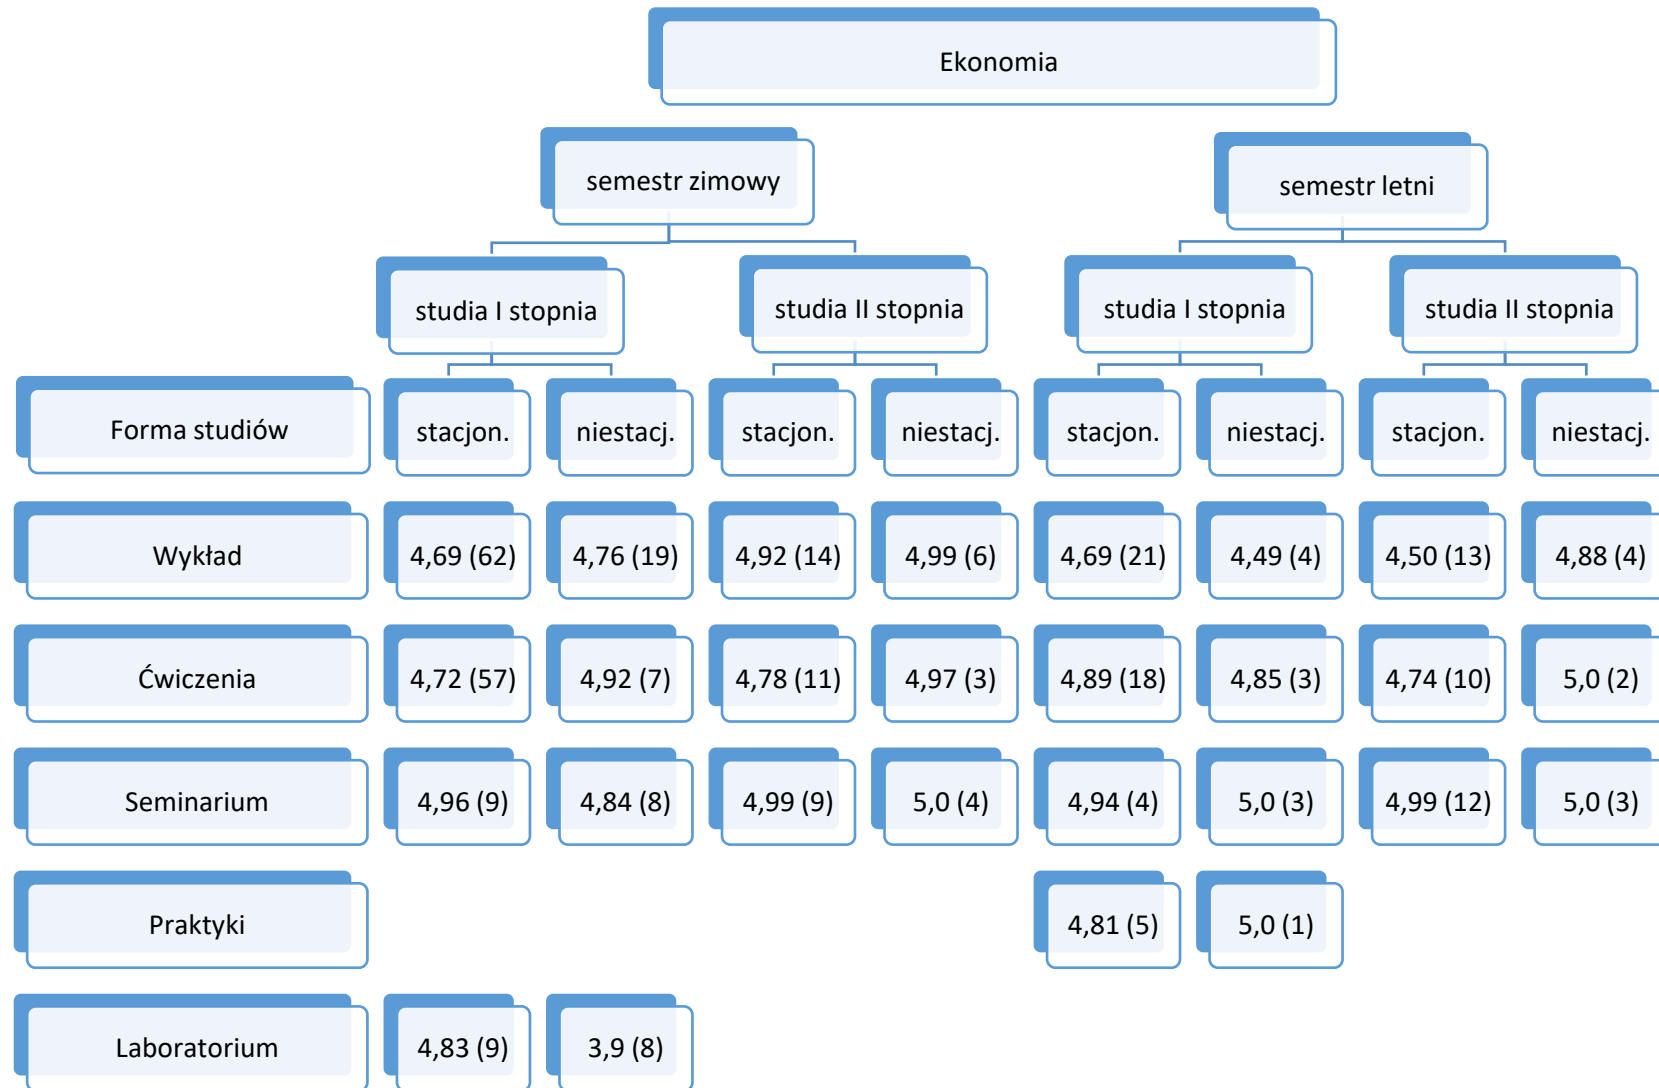 Ekonomia
semestr zimowy semestr letni
studia I stopnia studia II stopnia studia I stopnia studia II stopnia
Forma studiów stacjon. niestacj. stacjon. niestacj. stacjon. niestacj. stacjon. niestacj.
Wykład 4,69 (62) 4,76 (19) 4,92 (14) 4,99 (6) 4,69 (21) 4,49 (4) 4,50 (13) 4,88 (4)
Ćwiczenia 4,72 (57) 4,92 (7) 4,78 (11) 4,97 (3) 4,89 (18) 4,85 (3) 4,74 (10) 5,0 (2)
Seminarium 4,96 (9) 4,84 (8) 4,99 (9) 5,0 (4) 4,94 (4) 5,0 (3) 4,99 (12) 5,0 (3)
Praktyki 4,81 (5) 5,0 (1)
Laboratorium 4,83 (9) 3,9 (8)